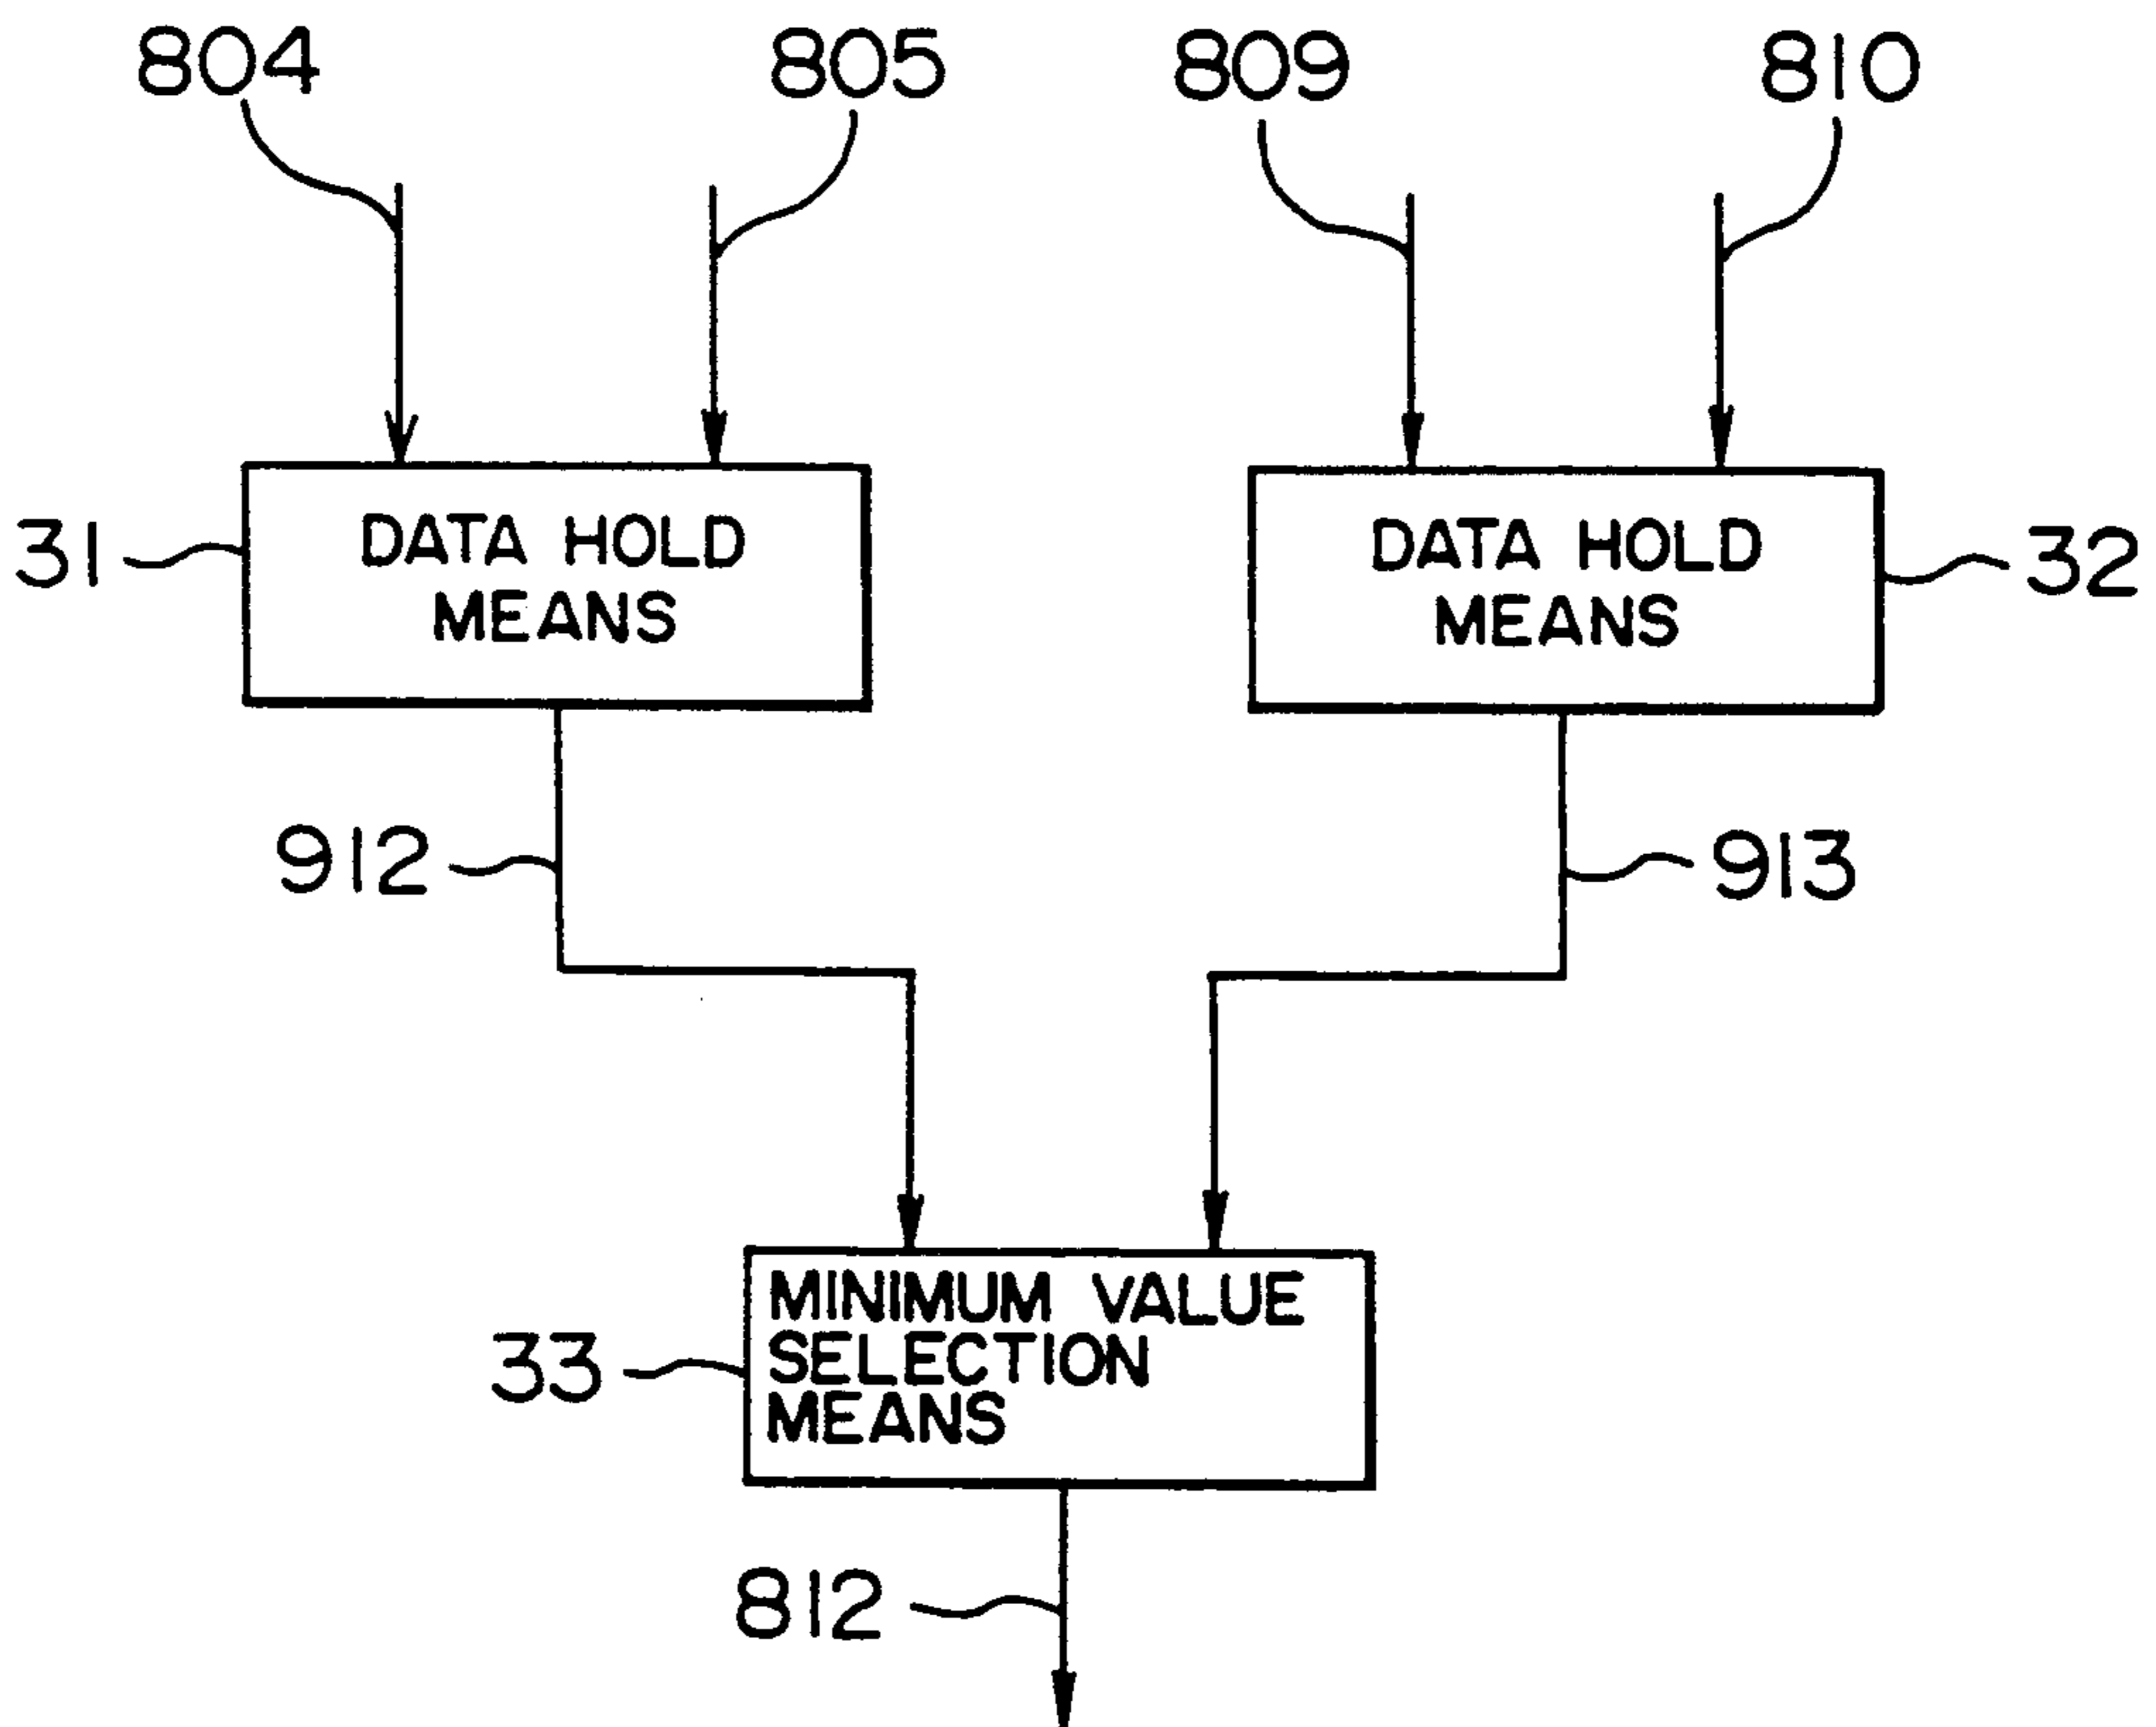 804
805
809
810
31
DATA HOLD
MEANS
DATA HOLD
MEANS
32
912
913
33
MINIMUM VALUE
SELECTION
MEANS
812